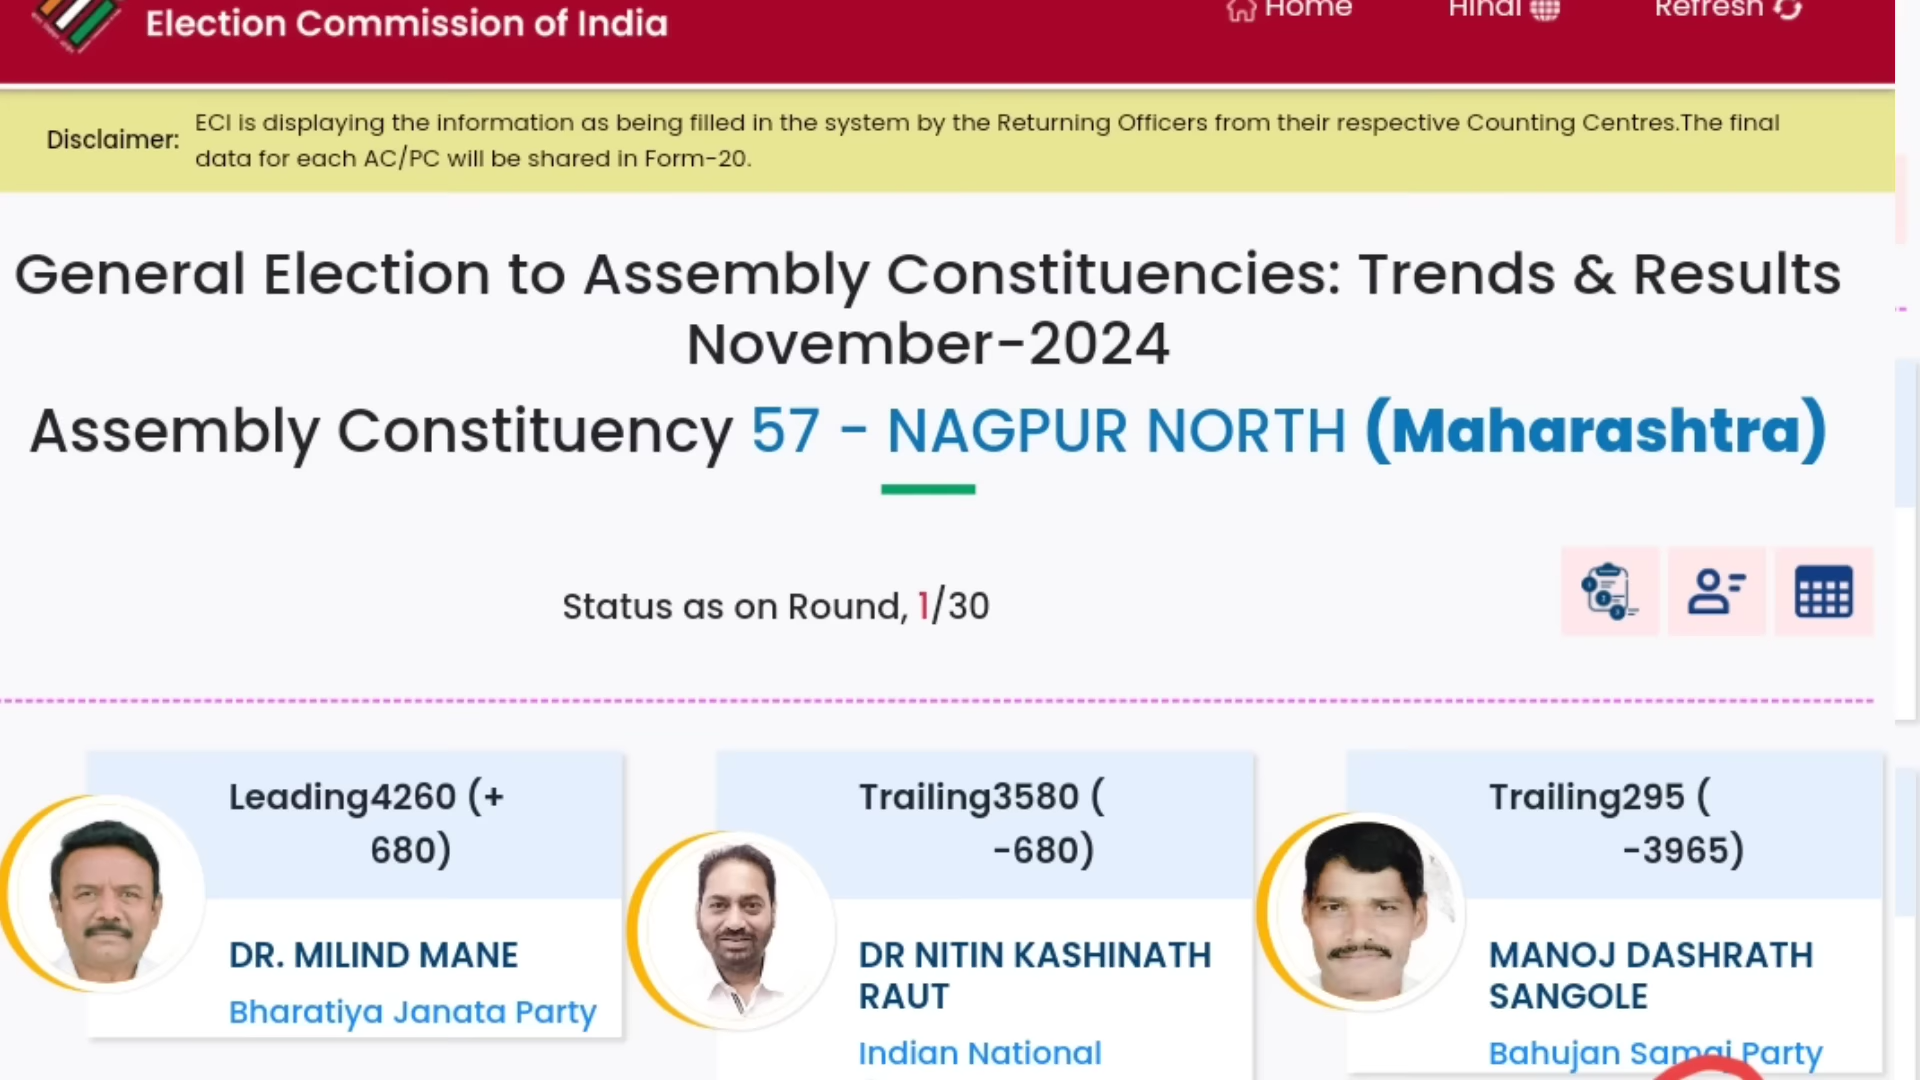 Election Commission of India
Home
Hindi
Refresh
Disclaimer:
ECI is displaying the information as being filled in the system by the Returning Officers from their respective Counting Centres.The final
data for each AC/PC will be shared in Form-20.
General Election to Assembly Constituencies: Trends & Results
November-2024
Assembly Constituency 57 - NAGPUR NORTH (Maharashtra)
Status as on Round, 1/30
Leading4260 (+
680)
DR. MILIND MANE
Bharatiya Janata Party
Trailing3580 (
-680)
DR NITIN KASHINATH
RAUT
Indian National
Trailing295 (
-3965)
MANOJ DASHRATH
SANGOLE
Bahujan Samaj Party